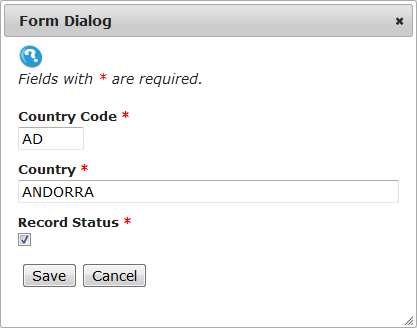 Form Dialog
Fields with * are required.
Country Code *
AD
Country *
ANDORRA
Record Status *
Save Cancel